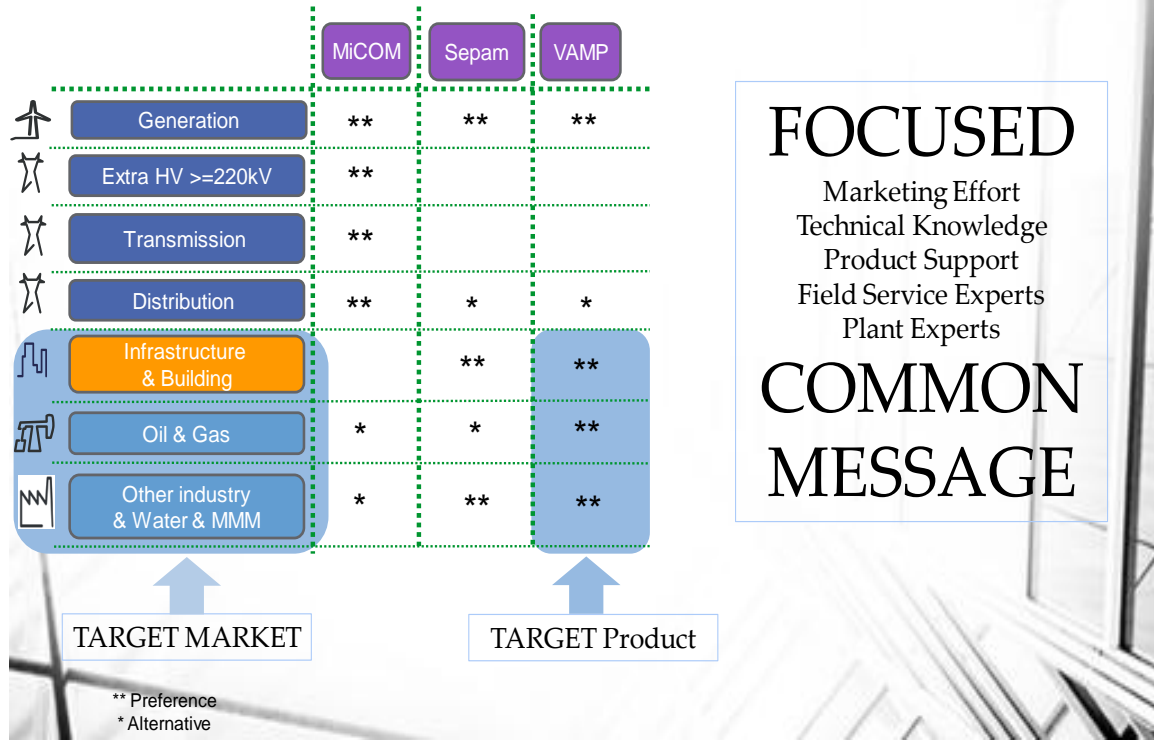 MiCOM Sepam VAMP
Generation ** ** **
Extra HV >=220kV **
Transmission **
Distribution ** * *
Infrastructure
& Building ** **
Oil & Gas * * **
Other industry
& Water & MMM * ** **
TARGET MARKET
TARGET Product
** Preference
* Alternative
FOCUSED
Marketing Effort
Technical Knowledge
Product Support
Field Service Experts
Plant Experts
COMMON
MESSAGE